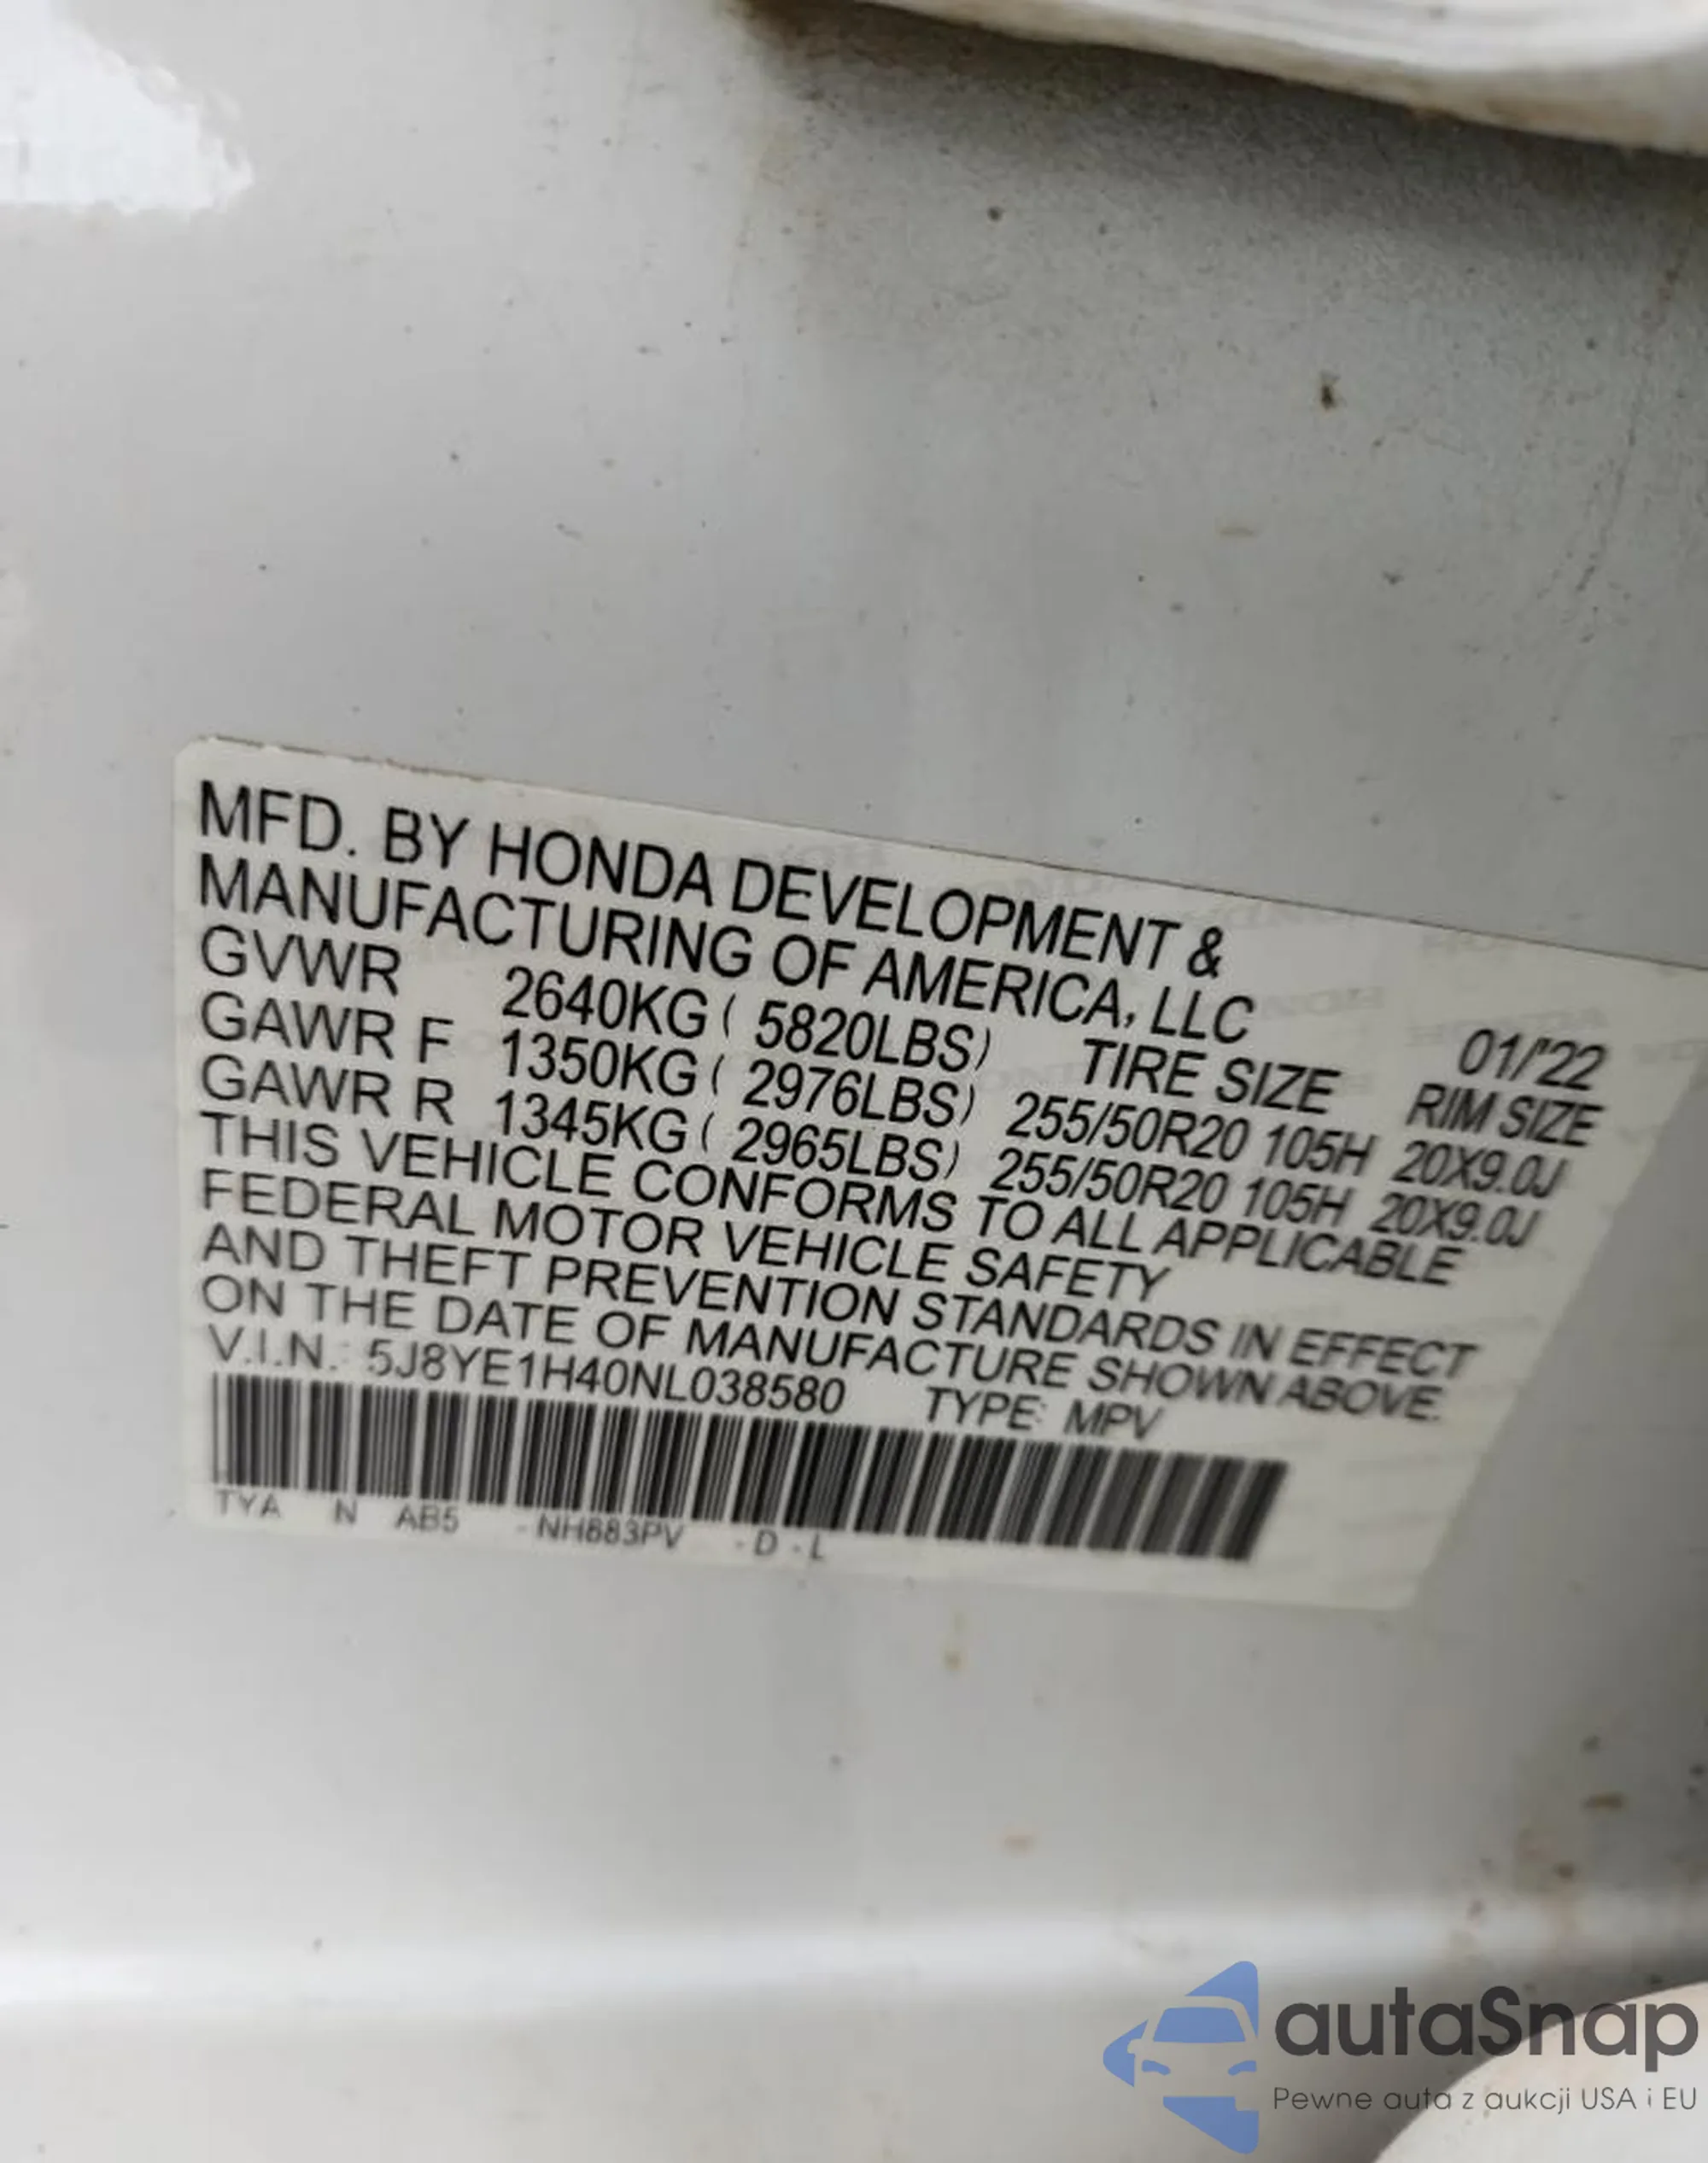 MFD. BY HONDA DEVELOPMENT &
MANUFACTURING OF AMERICA, LLC
01/'22
GVWR 2640KG ( 5820LBS) TIRE SIZE RIM SIZE
GAWR F 1350KG ( 2976LBS) 255/50R20 105H 20X9.0J
GAWR R 1345KG ( 2965LBS) 255/50R20 105H 20X9.0J
THIS VEHICLE CONFORMS TO ALL APPLICABLE
FEDERAL MOTOR VEHICLE SAFETY
AND THEFT PREVENTION STANDARDS IN EFFECT
ON THE DATE OF MANUFACTURE SHOWN ABOVE.
V.I.N.: 5J8YE1H40NL038580 TYPE: MPV
TYA N AB5 -NH883PV -D -L
autaSnap
Pewne auta z aukcji USA i EU